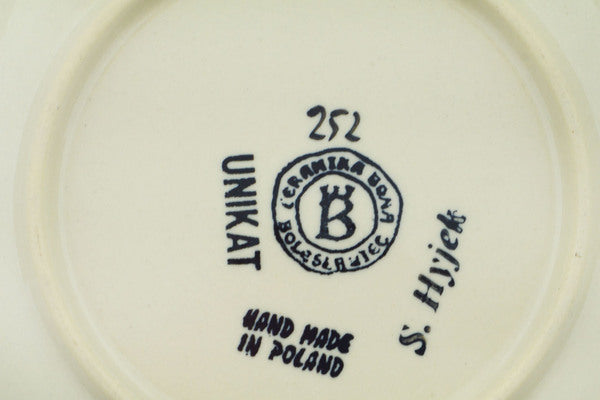 252
UNIKAT
CERAMIKA BONA
B
BOLESŁAWIEC
S. Hyjek
HAND MADE
IN POLAND